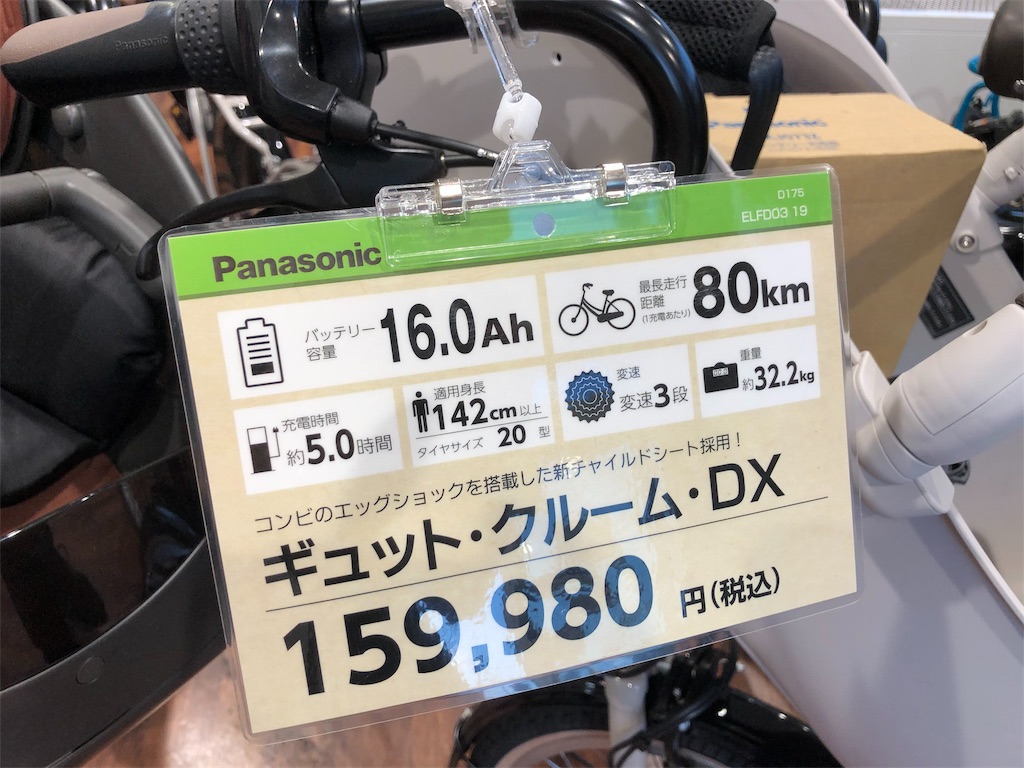 Panasonic
Panasonic
D175
ELFD03 19
Panasonic
バッテリー
容量
16.0Ah
最長走行
距離
(1充電あたり)
80km
充電時間
約5.0時間
適用身長
142cm以上
タイヤサイズ 20 型
変速
変速3段
重量
約32.2kg
コンビのエッグショックを搭載した新チャイルドシート採用！
ギュット・クルーム・DX
159,980 円(税込)